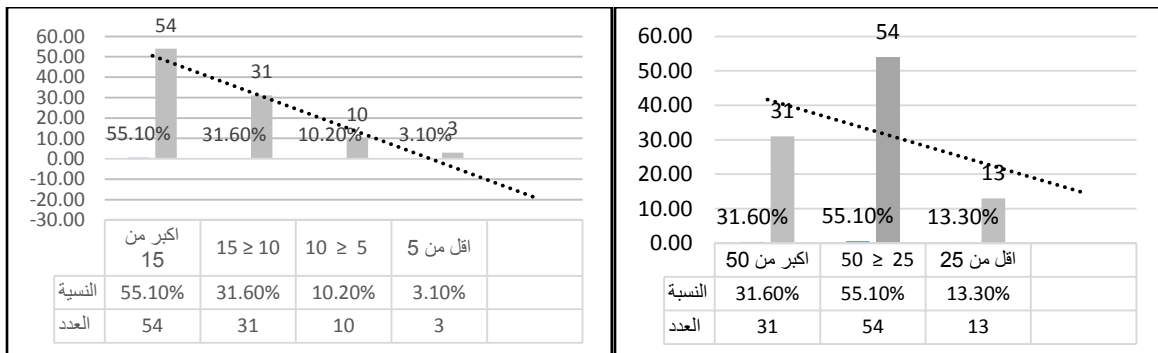 54
60.00
50.00
40.00
30.00
20.00
10.00
0.00
-10.00
-20.00
-30.00
31
10
3
55.10%
31.60%
10.20%
3.10%
اكبر من 15
15 ≥ 10
10 ≥ 5
اقل من 5
النسبة 55.10% 31.60% 10.20% 3.10%
العدد 54 31 10 3
54
60.00
50.00
40.00
30.00
20.00
10.00
0.00
31
13
31.60%
55.10%
13.30%
اكبر من 50
50 ≥ 25
اقل من 25
النسبة 31.60% 55.10% 13.30%
العدد 31 54 13